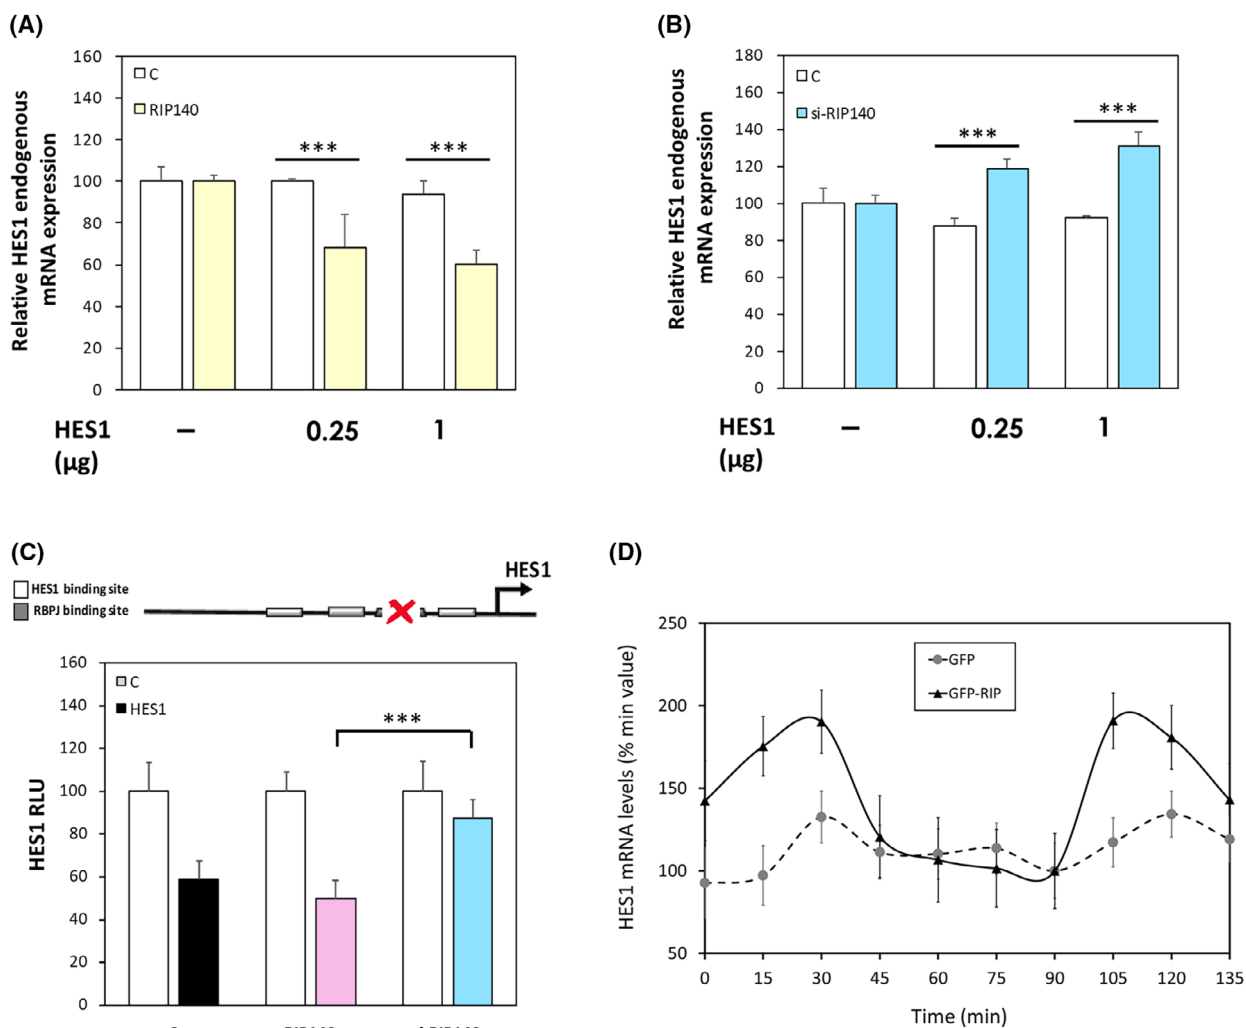 (A)
Relative HES1 endogenous
mRNA expression
160
140
120
100
80
60
40
20
0
C
RIP140
***
***
HES1
(µg)
–
0.25
1
(B)
Relative HES1 endogenous
mRNA expression
180
160
140
120
100
80
60
40
20
0
C
si-RIP140
***
***
HES1
(µg)
–
0.25
1
(C)
HES1 binding site
RBPJ binding site
HES1
HES1 RLU
160
140
120
100
80
60
40
20
0
C
HES1
***
(D)
HES1 mRNA levels (% min value)
250
200
150
100
50
GFP
GFP-RIP
0 15 30 45 60 75 90 105 120 135
Time (min)